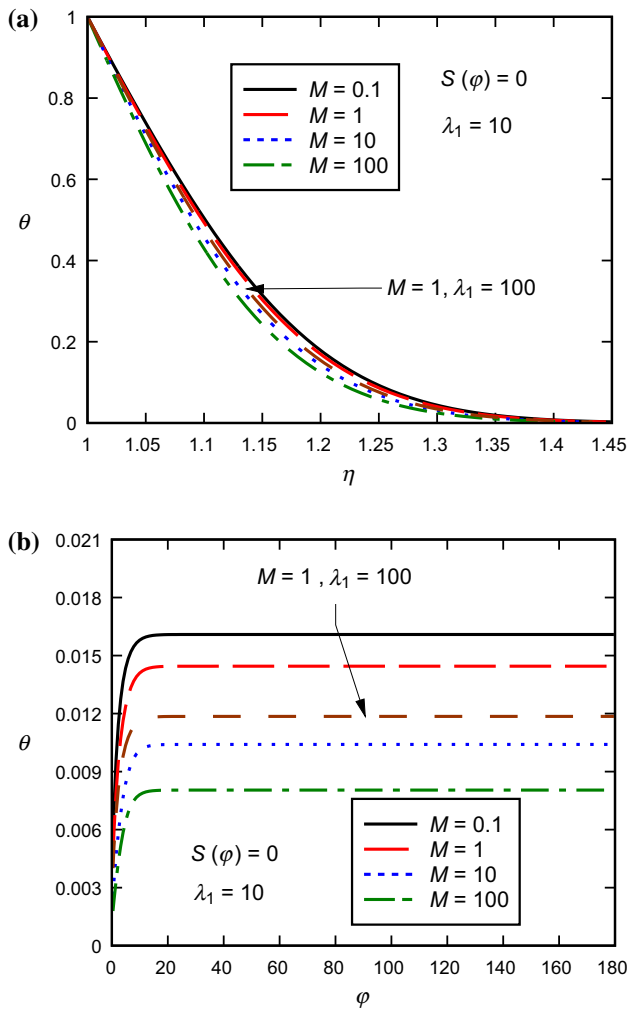 (a)
1
0.8
0.6
0.4
0.2
0
θ
M = 0.1
M = 1
M = 10
M = 100
S (φ) = 0
λ₁ = 10
M = 1, λ₁ = 100
1 1.05 1.1 1.15 1.2 1.25 1.3 1.35 1.4 1.45
η
(b)
0.021
0.018
0.015
0.012
0.009
0.006
0.003
0
θ
M = 1 , λ₁ = 100
M = 0.1
M = 1
M = 10
M = 100
S (φ) = 0
λ₁ = 10
0 20 40 60 80 100 120 140 160 180
φ